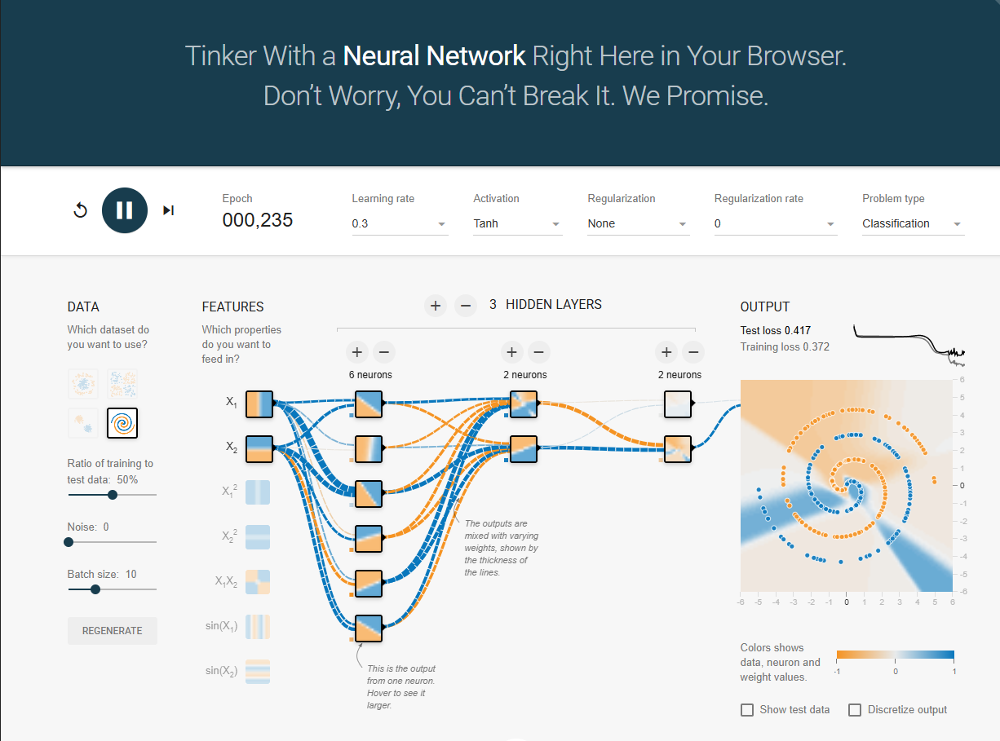 Tinker With a Neural Network Right Here in Your Browser.
Don't Worry, You Can't Break It. We Promise.
Epoch
000,235
Learning rate
0.3
Activation
Tanh
Regularization
None
Regularization rate
0
Problem type
Classification
DATA
Which dataset do
you want to use?
Ratio of training to
test data: 50%
Noise: 0
Batch size: 10
REGENERATE
FEATURES
Which properties
do you want to
feed in?
X1
X2
X1²
X2²
X1X2
sin(X1)
sin(X2)
+ − 3 HIDDEN LAYERS
+ −
6 neurons
+ −
2 neurons
+ −
2 neurons
The outputs are
mixed with varying
weights, shown by
the thickness of
the lines.
This is the output
from one neuron.
Hover to see it
larger.
OUTPUT
Test loss 0.417
Training loss 0.372
6
5
4
3
2
1
0
-1
-2
-3
-4
-5
-6
-6 -5 -4 -3 -2 -1 0 1 2 3 4 5 6
Colors shows
data, neuron and
weight values.
-1 0 1
Show test data
Discretize output